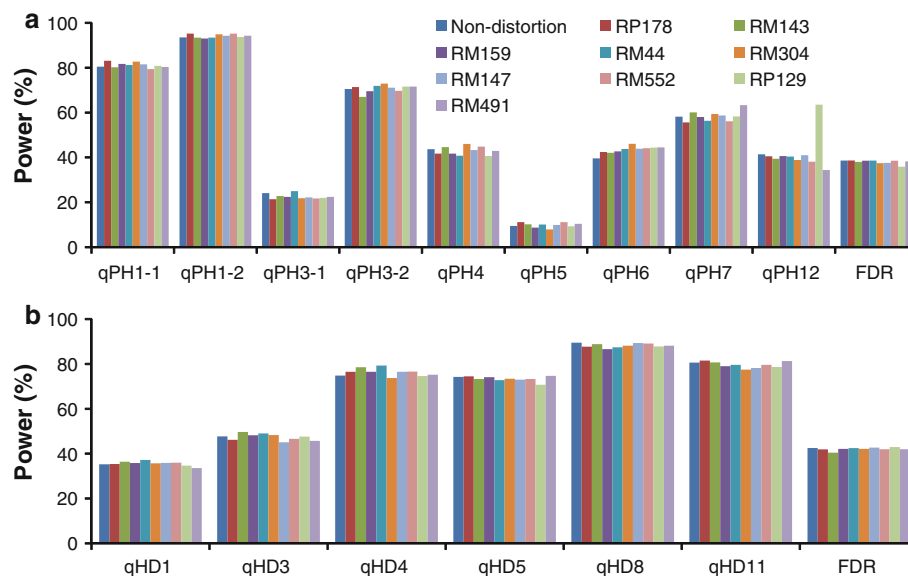 a
Power (%)
100
80
60
40
20
0
Non-distortion RP178 RM143
RM159 RM44 RM304
RM147 RM552 RP129
RM491
qPH1-1 qPH1-2 qPH3-1 qPH3-2 qPH4 qPH5 qPH6 qPH7 qPH12 FDR
b
Power (%)
100
80
60
40
20
0
qHD1 qHD3 qHD4 qHD5 qHD8 qHD11 FDR